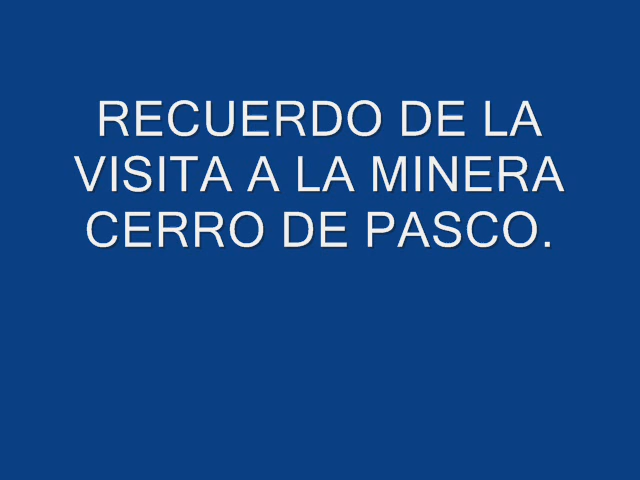 RECUERDO DE LA
VISITA A LA MINERA
CERRO DE PASCO.